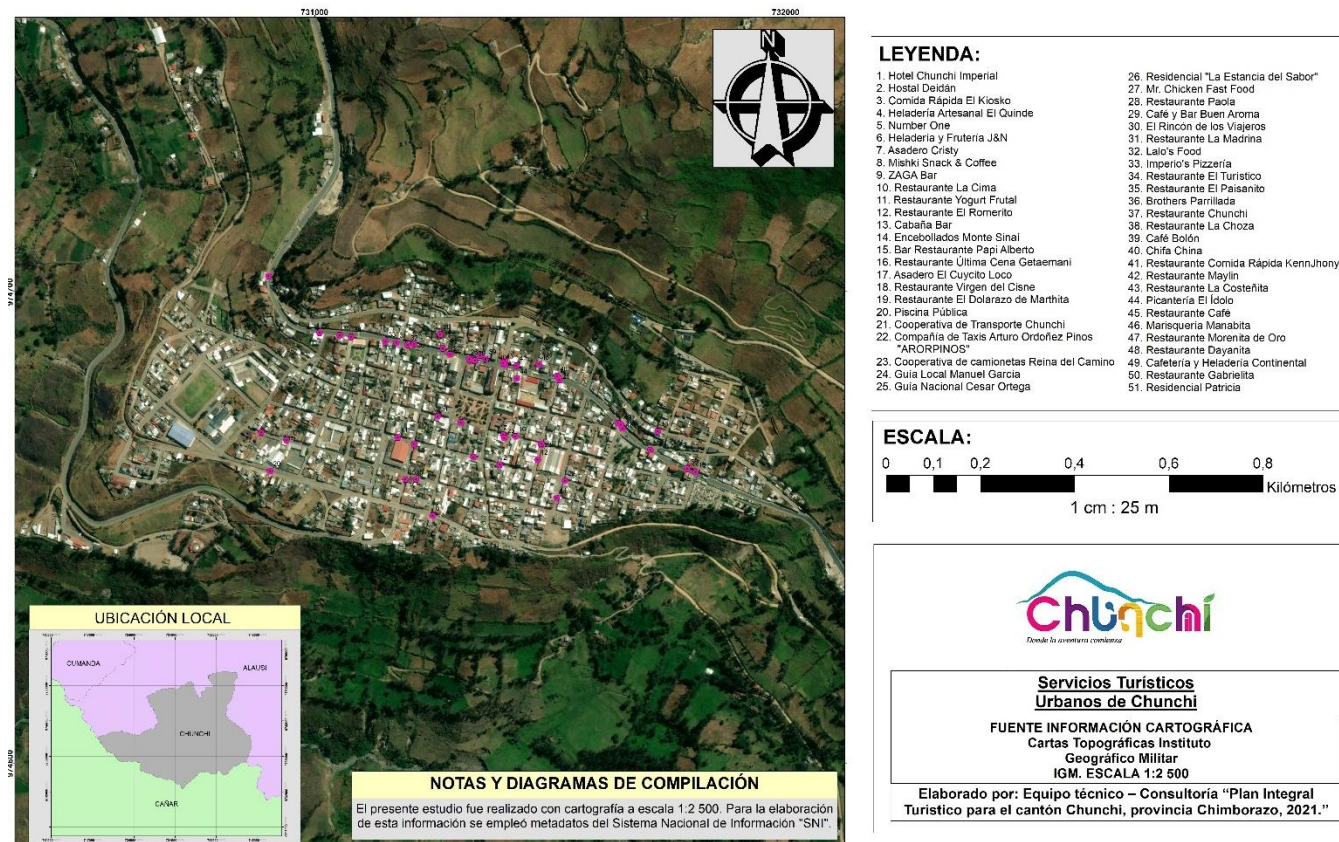 731000
732000
N
LEYENDA:
1. Hotel Chunchi Imperial
2. Hostal Deidán
3. Comida Rápida El Kiosko
4. Heladería Artesanal El Quinde
5. Number One
6. Heladería y Frutería J&N
7. Asadero Cristy
8. Mishki Snack & Coffee
9. ZAGA Bar
10. Restaurante La Cima
11. Restaurante Yogurt Frutal
12. Restaurante El Romerito
13. Cabaña Bar
14. Encebollados Monte Sinaí
15. Bar Restaurante Papi Alberto
16. Restaurante Última Cena Getaemani
17. Asadero El Cuycito Loco
18. Restaurante Virgen del Cisne
19. Restaurante El Dolarazo de Marthita
20. Piscina Pública
21. Cooperativa de Transporte Chunchi
22. Compañía de Taxis Arturo Ordoñez Pinos
"ARORPINOS"
23. Cooperativa de camionetas Reina del Camino
24. Guía Local Manuel Garcia
25. Guía Nacional Cesar Ortega
26. Residencial "La Estancia del Sabor"
27. Mr. Chicken Fast Food
28. Restaurante Paola
29. Café y Bar Buen Aroma
30. El Rincón de los Viajeros
31. Restaurante La Madrina
32. Lalo's Food
33. Imperio's Pizzería
34. Restaurante El Turístico
35. Restaurante El Paisanito
36. Brothers Parrillada
37. Restaurante Chunchi
38. Restaurante La Choza
39. Café Bolón
40. Chifa China
41. Restaurante Comida Rápida KennJhony
42. Restaurante Maylin
43. Restaurante La Costeñita
44. Picantería El Ídolo
45. Restaurante Café
46. Marisquería Manabita
47. Restaurante Morenita de Oro
48. Restaurante Dayanita
49. Cafetería y Heladería Continental
50. Restaurante Gabrielita
51. Residencial Patricia
ESCALA:
0 0,1 0,2 0,4 0,6 0,8
Kilómetros
1 cm : 25 m
Chunchi
Donde la aventura comienza
Servicios Turísticos
Urbanos de Chunchi
FUENTE INFORMACIÓN CARTOGRÁFICA
Cartas Topográficas Instituto
Geográfico Militar
IGM. ESCALA 1:2 500
Elaborado por: Equipo técnico – Consultoría “Plan Integral
Turistico para el cantón Chunchi, provincia Chimborazo, 2021.”
UBICACIÓN LOCAL
CUMANDA
ALAUSI
CHUNCHI
CAÑAR
NOTAS Y DIAGRAMAS DE COMPILACIÓN
El presente estudio fue realizado con cartografía a escala 1:2 500. Para la elaboración
de esta información se empleó metadatos del Sistema Nacional de Información "SNI".